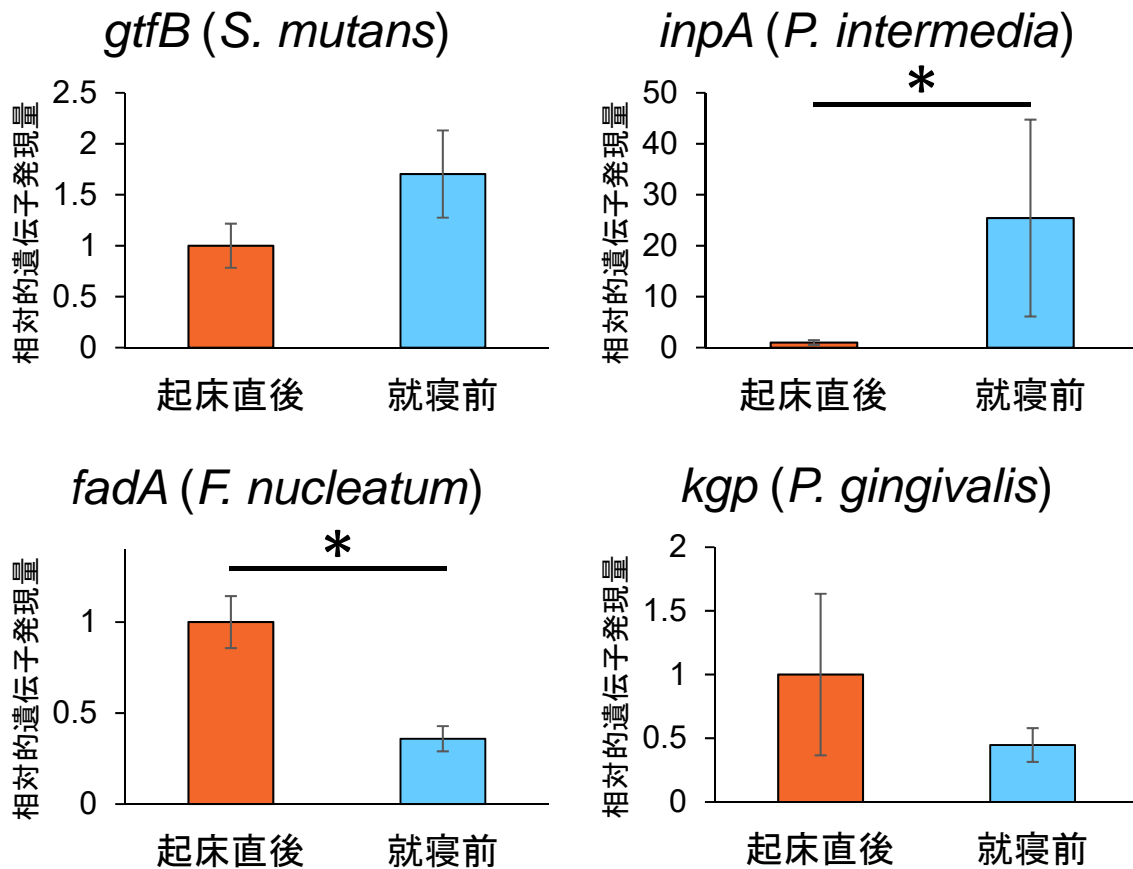 gtfB (S. mutans)
相対的遺伝子発現量
2.5
2
1.5
1
0.5
0
起床直後 就寝前
inpA (P. intermedia)
相対的遺伝子発現量
50
40
30
20
10
0
*
起床直後 就寝前
fadA (F. nucleatum)
相対的遺伝子発現量
1
0.5
0
*
起床直後 就寝前
kgp (P. gingivalis)
相対的遺伝子発現量
2
1.5
1
0.5
0
起床直後 就寝前